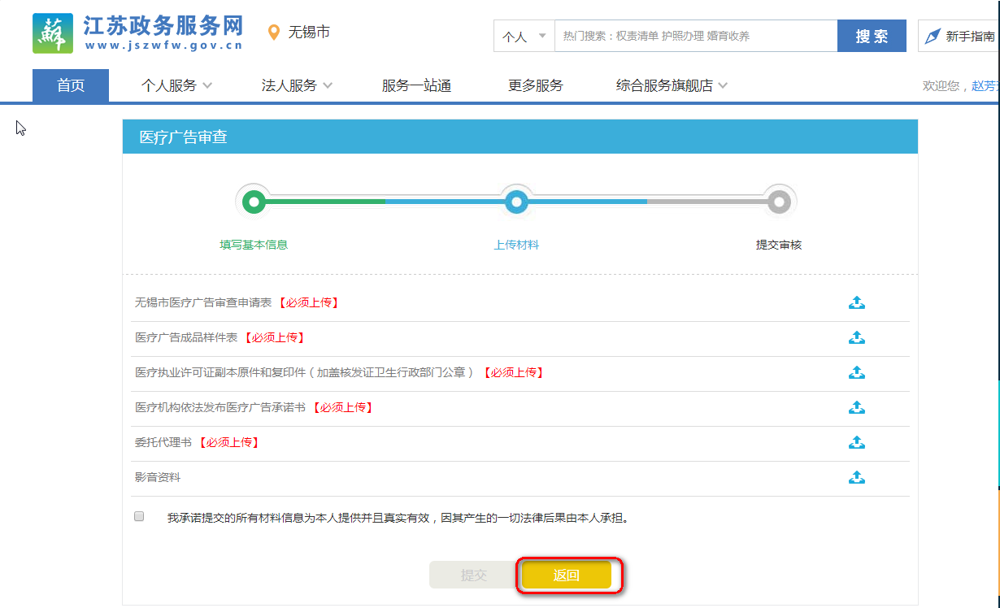 江苏政务服务网
www.jszwfw.gov.cn
无锡市
个人
热门搜索：权责清单 护照办理 婚育收养
搜 索
新手指南
首页
个人服务
法人服务
服务一站通
更多服务
综合服务旗舰店
欢迎您，赵芳
医疗广告审查
填写基本信息
上传材料
提交审核
无锡市医疗广告审查申请表 【必须上传】
医疗广告成品样件表 【必须上传】
医疗执业许可证副本原件和复印件（加盖核发证卫生行政部门公章） 【必须上传】
医疗机构依法发布医疗广告承诺书 【必须上传】
委托代理书 【必须上传】
影音资料
我承诺提交的所有材料信息为本人提供并且真实有效，因其产生的一切法律后果由本人承担。
提交
返回